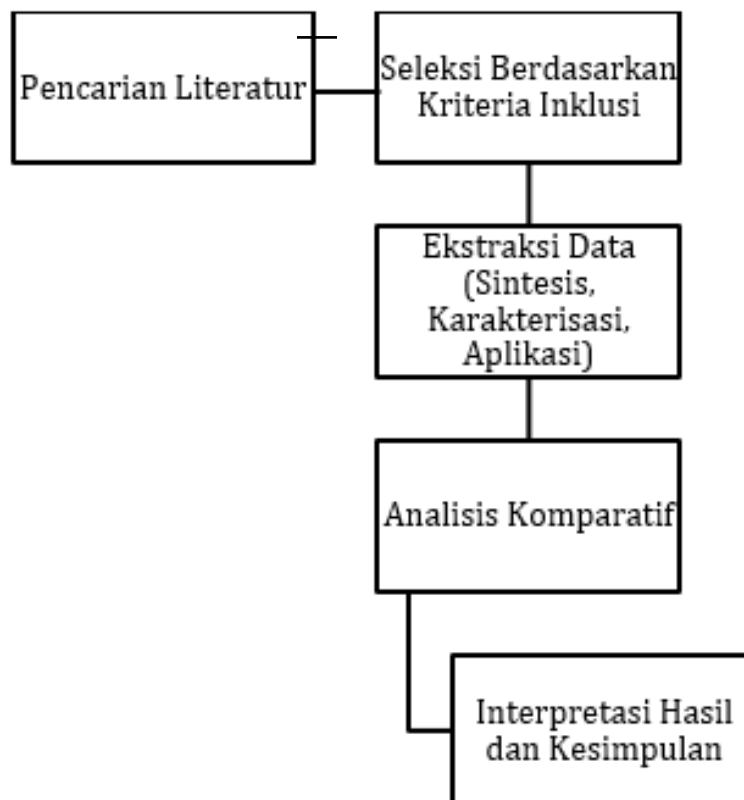 Pencarian Literatur
Seleksi Berdasarkan
Kriteria Inklusi
Ekstraksi Data
(Sintesis,
Karakterisasi,
Aplikasi)
Analisis Komparatif
Interpretasi Hasil
dan Kesimpulan